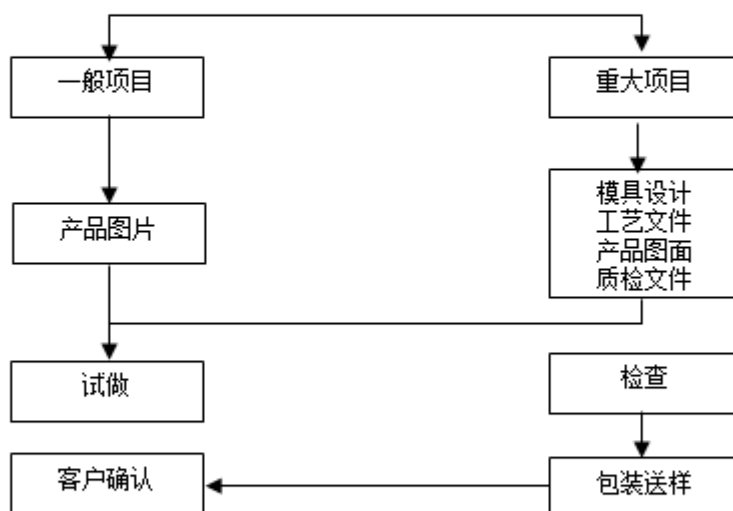 一般项目
重大项目
产品图片
模具设计
工艺文件
产品图面
质检文件
试做
检查
客户确认
包装送样